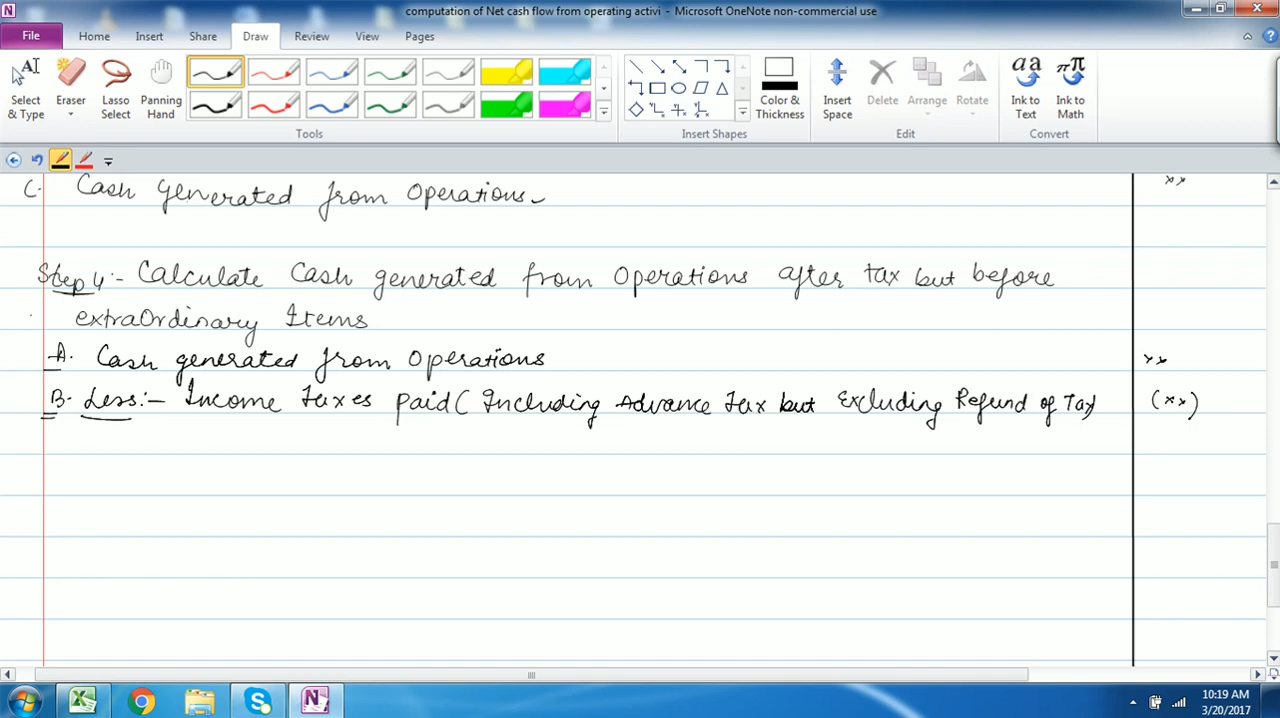 computation of Net cash flow from operating activi - Microsoft OneNote non-commercial use
File Home Insert Share Draw Review View Pages
Select & Type
Eraser
Lasso Select
Panning Hand
Color & Thickness
Insert Space
Delete
Arrange
Rotate
Ink to Text
Ink to Math
Tools
Insert Shapes
Edit
Convert
C. Cash generated from Operations xx
Step 4:- Calculate Cash generated from Operations after tax but before
extraordinary Items
A. Cash generated from Operations xx
B. Less:- Income Taxes paid (Including Advance Tax but Excluding Refund of Tax (xx)
10:19 AM
3/20/2017